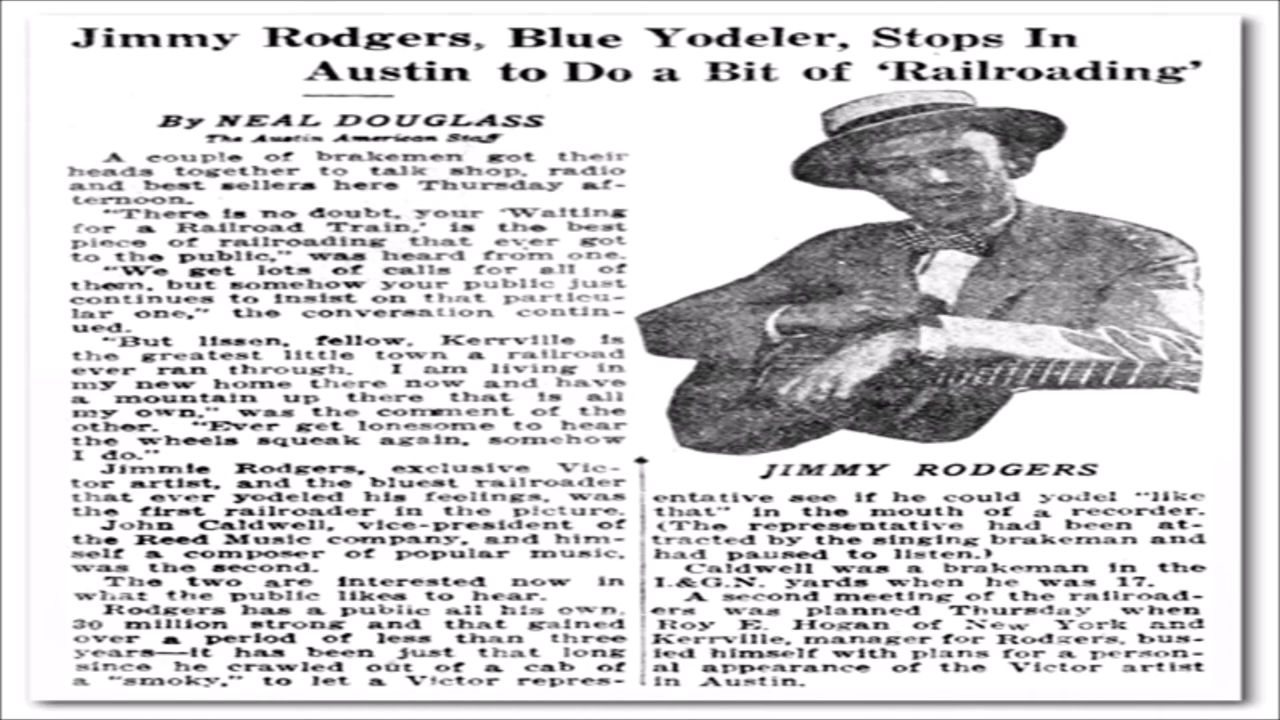 Jimmy Rodgers, Blue Yodeler, Stops In
Austin to Do a Bit of 'Railroading'
By NEAL DOUGLASS
The Austin American Staff
A couple of brakemen got their
heads together to talk shop, radio
and best sellers here Thursday af-
ternoon.
"There is no doubt, your 'Waiting
for a Railroad Train,' is the best
piece of railroading that ever got
to the public," was heard from one.
"We get lots of calls for all of
them, but somehow your public just
continues to insist on that particu-
lar one," the conversation contin-
ued.
"But lissen, fellow, Kerrville is
the greatest little town a railroad
ever ran through. I am living in
my new home there now and have
a mountain up there that is all
my own," was the comment of the
other. "Ever get lonesome to hear
the wheels squeak again, somehow
I do."
Jimmie Rodgers, exclusive Vic-
tor artist, and the bluest railroader
that ever yodeled his feelings, was
the first railroader in the picture.
John Caldwell, vice-president of
the Reed Music company, and him-
self a composer of popular music,
was the second.
The two are interested now in
what the public likes to hear.
Rodgers has a public all his own,
30 million strong and that gained
over a period of less than three
years—it has been just that long
since he crawled out of a cab of
a "smoky," to let a Victor repres-
JIMMY RODGERS
entative see if he could yodel "like
that" in the mouth of a recorder.
(The representative had been at-
tracted by the singing brakeman and
had paused to listen.)
Caldwell was a brakeman in the
I.&G.N. yards when he was 17.
A second meeting of the railroad-
ers was planned Thursday when
Roy E. Hogan of New York and
Kerrville, manager for Rodgers, bus-
ied himself with plans for a person-
al appearance of the Victor artist
in Austin.